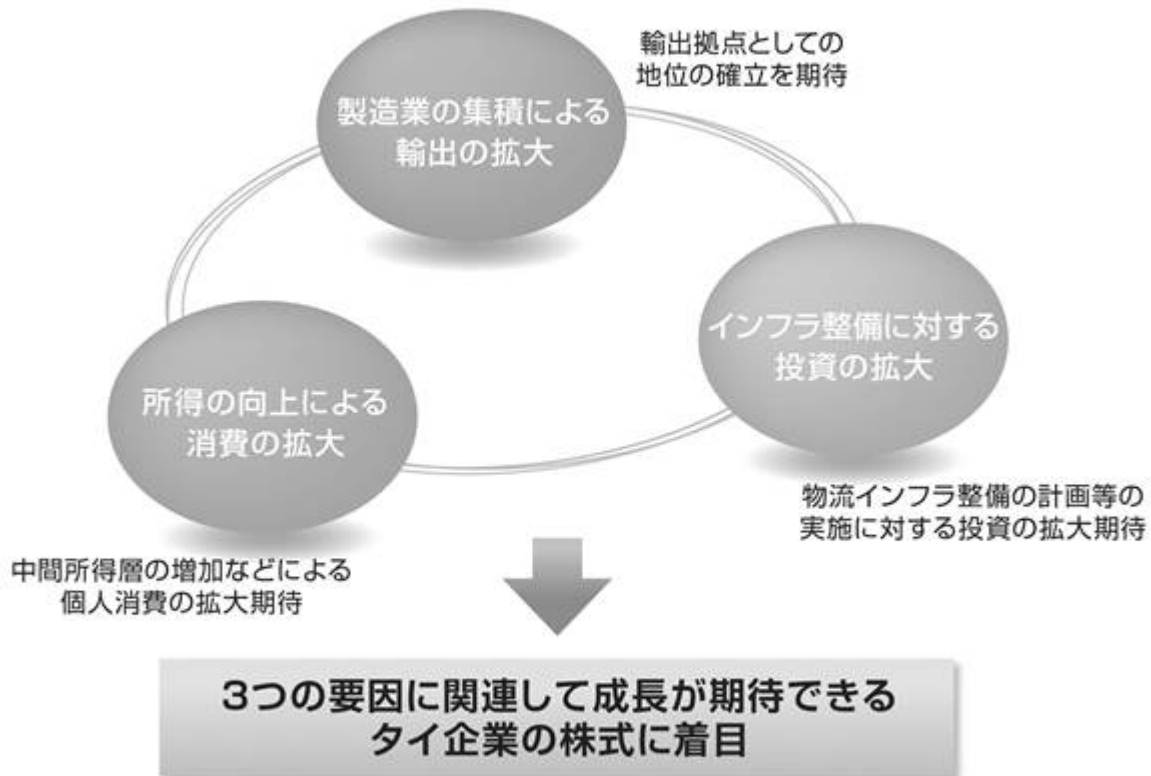 輸出拠点としての
地位の確立を期待
製造業の集積による
輸出の拡大
インフラ整備に対する
投資の拡大
物流インフラ整備の計画等の
実施に対する投資の拡大期待
所得の向上による
消費の拡大
中間所得層の増加などによる
個人消費の拡大期待
3つの要因に関連して成長が期待できる
タイ企業の株式に着目